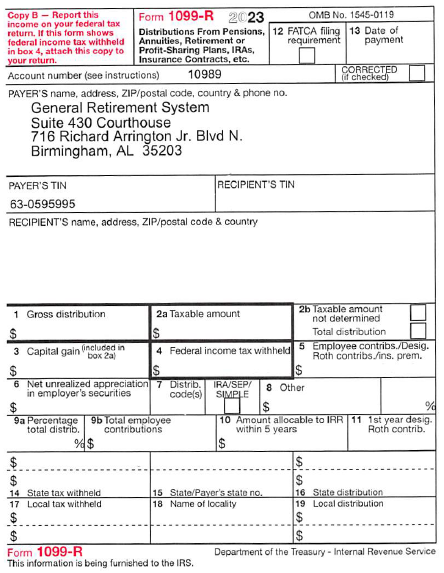 Copy B – Report this
income on your federal tax
return. If this form shows
federal income tax withheld
in box 4, attach this copy to
your return.
Form 1099-R 2023
Distributions From Pensions,
Annuities, Retirement or
Profit-Sharing Plans, IRAs,
Insurance Contracts, etc.
OMB No. 1545-0119
12 FATCA filing
requirement
13 Date of
payment
Account number (see instructions) 10989
CORRECTED
(if checked)
PAYER'S name, address, ZIP/postal code, country & phone no.
General Retirement System
Suite 430 Courthouse
716 Richard Arrington Jr. Blvd N.
Birmingham, AL 35203
PAYER'S TIN
63-0595995
RECIPIENT'S TIN
RECIPIENT'S name, address, ZIP/postal code & country
1 Gross distribution
$
2a Taxable amount
$
2b Taxable amount
not determined
Total distribution
3 Capital gain (included in
box 2a)
$
4 Federal income tax withheld
$
5 Employee contribs./Desig.
Roth contribs./ins. prem.
$
6 Net unrealized appreciation
in employer's securities
$
7 Distrib.
code(s)
IRA/SEP/
SIMPLE
8 Other
$ %
9a Percentage
total distrib.
%
9b Total employee
contributions
$
10 Amount allocable to IRR
within 5 years
$
11 1st year desig.
Roth contrib.
$ $
$ $
14 State tax withheld
15 State/Payer's state no.
16 State distribution
17 Local tax withheld
18 Name of locality
19 Local distribution
$ $
$ $
Form 1099-R
Department of the Treasury - Internal Revenue Service
This information is being furnished to the IRS.